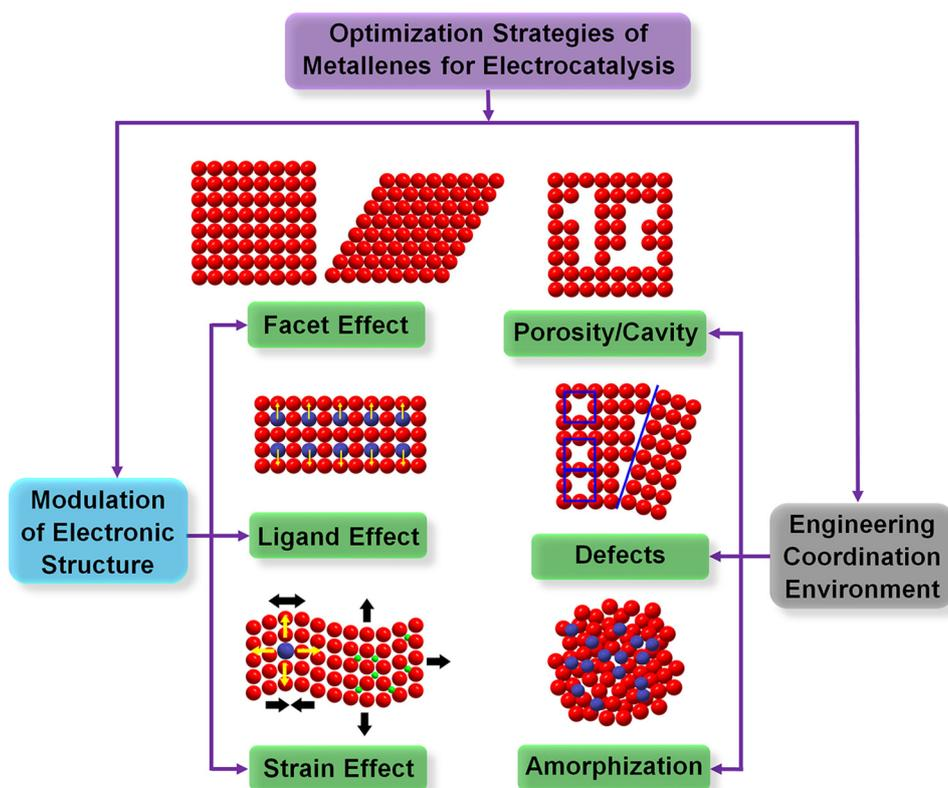 Optimization Strategies of
Metallenes for Electrocatalysis
Facet Effect
Porosity/Cavity
Modulation
of Electronic
Structure
Ligand Effect
Defects
Engineering
Coordination
Environment
Strain Effect
Amorphization